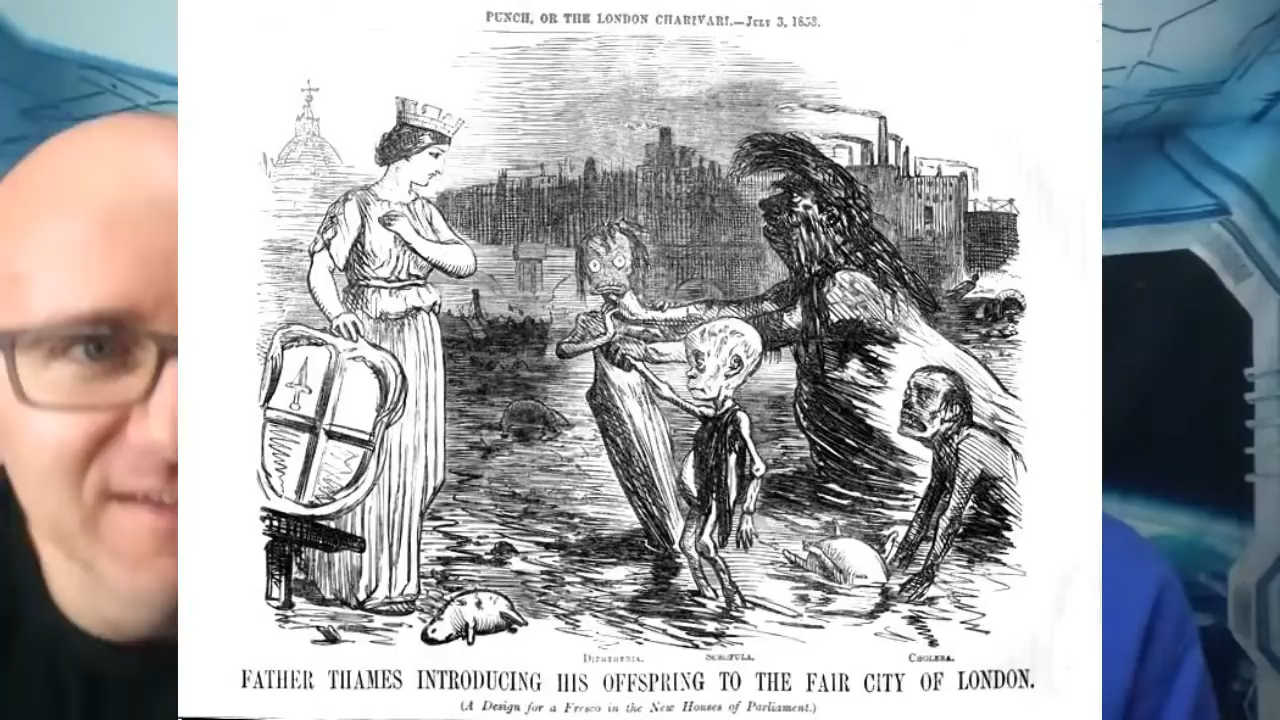 PUNCH, OR THE LONDON CHARIVARI.—JULY 3, 1858.
DIPHTHERIA. SCROFULA. CHOLERA.
FATHER THAMES INTRODUCING HIS OFFSPRING TO THE FAIR CITY OF LONDON.
(A Design for a Fresco in the New Houses of Parliament.)